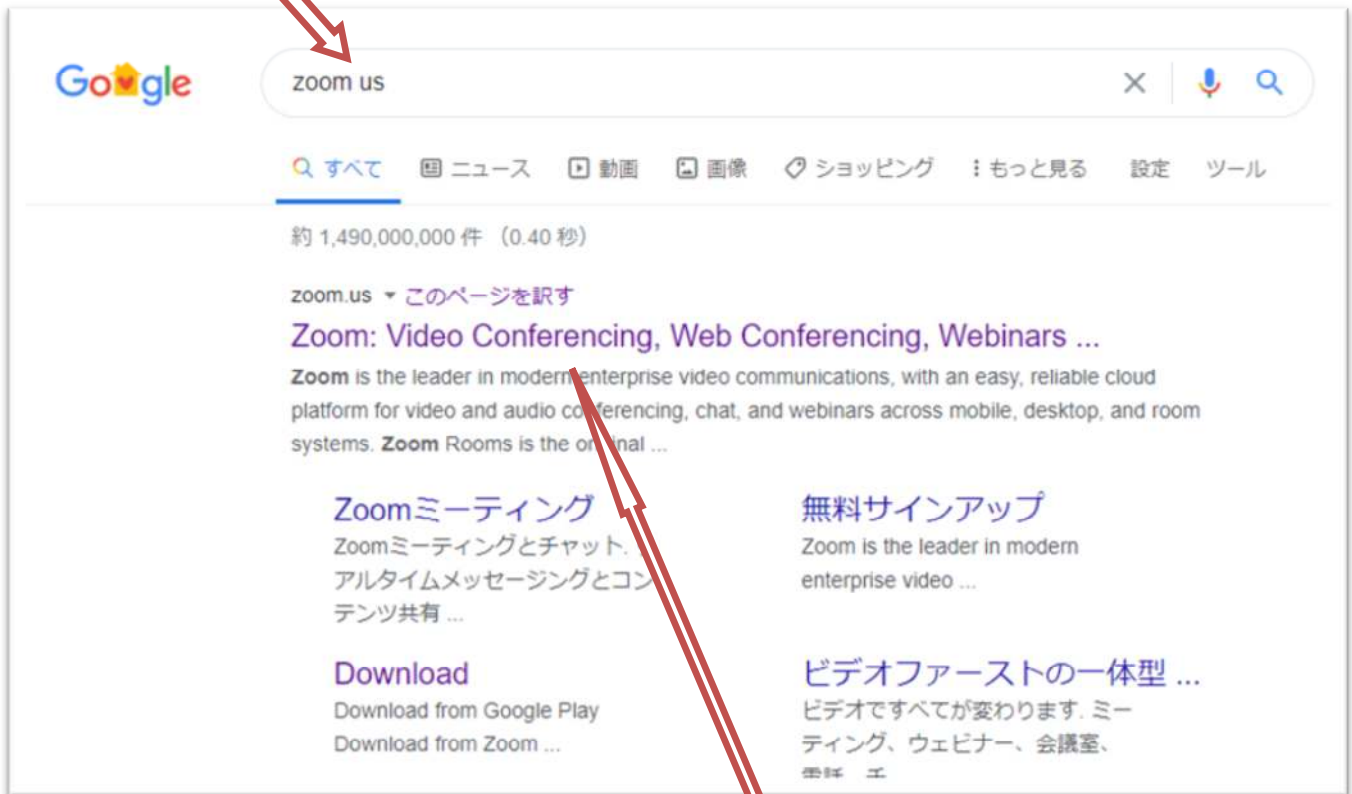 Google
zoom us
すべて ニュース 動画 画像 ショッピング もっと見る 設定 ツール
約 1,490,000,000 件 (0.40 秒)
zoom.us このページを訳す
Zoom: Video Conferencing, Web Conferencing, Webinars ...
Zoom is the leader in modern enterprise video communications, with an easy, reliable cloud
platform for video and audio conferencing, chat, and webinars across mobile, desktop, and room
systems. Zoom Rooms is the original ...
Zoomミーティング
Zoomミーティングとチャット.
アルタイムメッセージングとコン
テンツ共有 ...
無料サインアップ
Zoom is the leader in modern
enterprise video ...
Download
Download from Google Play
Download from Zoom ...
ビデオファーストの一体型 ...
ビデオですべてが変わります. ミー
ティング、ウェビナー、会議室、